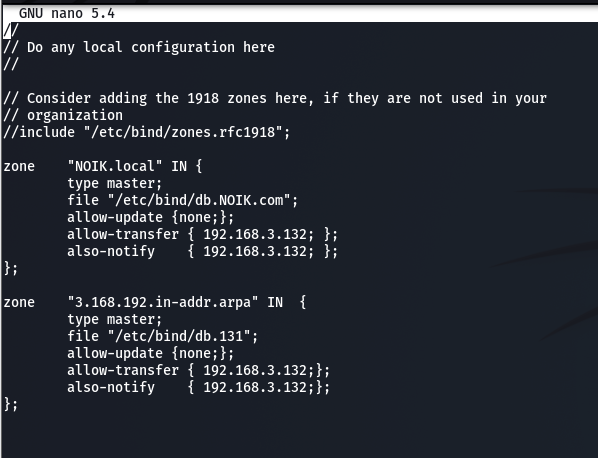 GNU nano 5.4
//
// Do any local configuration here
//
// Consider adding the 1918 zones here, if they are not used in your
// organization
//include "/etc/bind/zones.rfc1918";
zone    "NOIK.local" IN {
        type master;
        file "/etc/bind/db.NOIK.com";
        allow-update {none;};
        allow-transfer { 192.168.3.132; };
        also-notify    { 192.168.3.132; };
};
zone    "3.168.192.in-addr.arpa" IN  {
        type master;
        file "/etc/bind/db.131";
        allow-update {none;};
        allow-transfer { 192.168.3.132;};
        also-notify    { 192.168.3.132;};
};